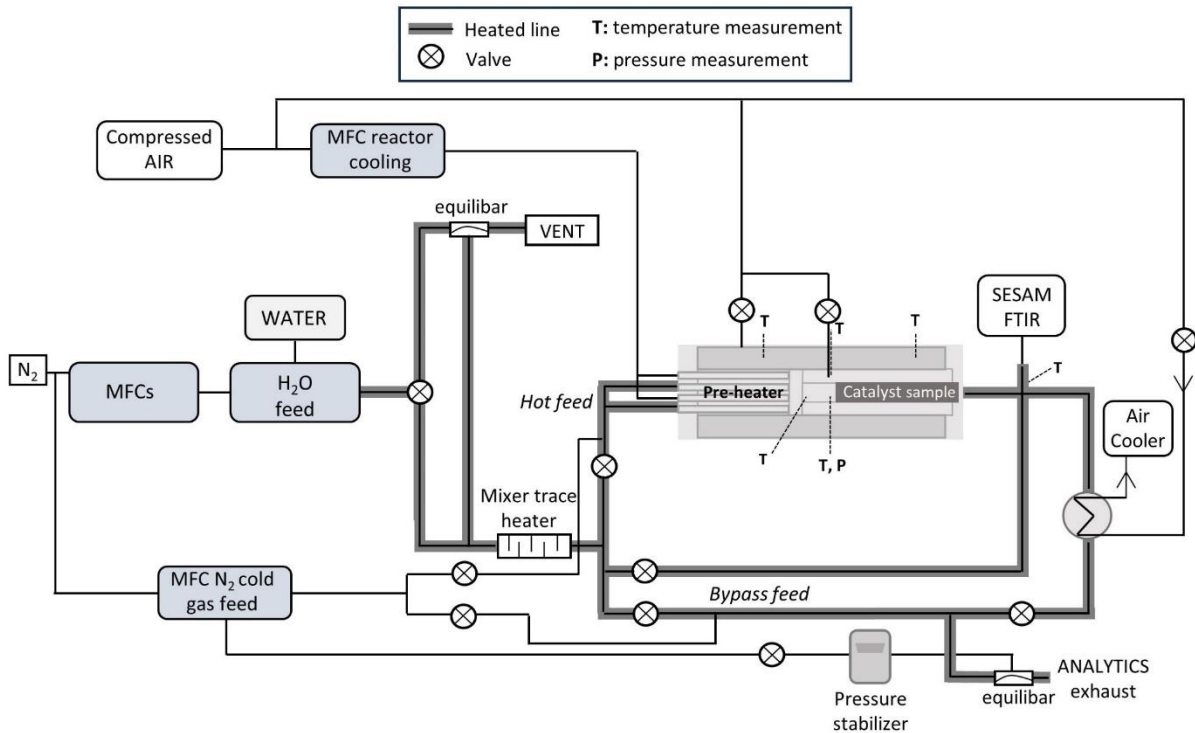 Heated line
T: temperature measurement
Valve
P: pressure measurement
Compressed
AIR
MFC reactor
cooling
equilibar
VENT
WATER
SESAM
FTIR
N₂
MFCs
H₂O
feed
T
T
T
T
Hot feed
Pre-heater
Catalyst sample
Air
Cooler
T
T, P
Mixer trace
heater
MFC N₂ cold
gas feed
Bypass feed
Pressure
stabilizer
equilibar
ANALYTICS
exhaust